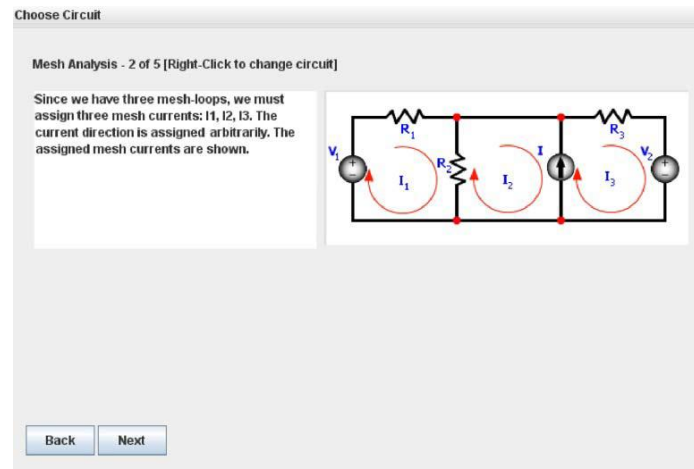 Choose Circuit
Mesh Analysis - 2 of 5 [Right-Click to change circuit]
Since we have three mesh-loops, we must
assign three mesh currents: I1, I2, I3. The
current direction is assigned arbitrarily. The
assigned mesh currents are shown.
R1
R3
V1
R2
I
V2
I1
I2
I3
Back
Next